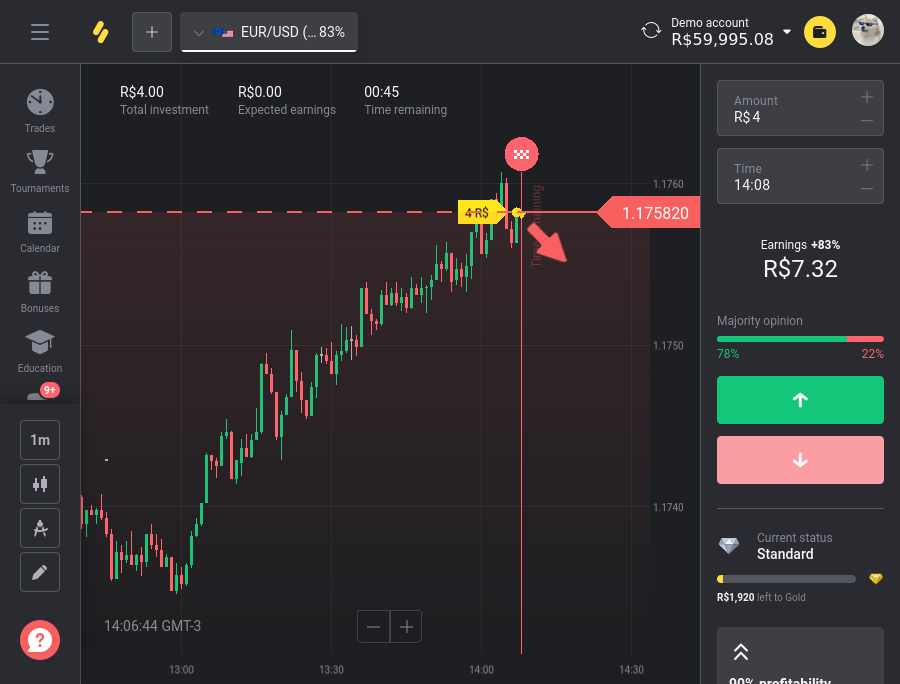 EUR/USD (... 83%
Demo account
R$59,995.08
Trades
Tournaments
Calendar
Bonuses
Education
9+
1m
?
R$4.00
Total investment
R$0.00
Expected earnings
00:45
Time remaining
4 R$
Time remaining
1.175820
1.1760
1.1750
1.1740
14:06:44 GMT-3
13:00
13:30
14:00
14:30
Amount
R$ 4
Time
14:08
Earnings +83%
R$7.32
Majority opinion
78%
22%
Current status
Standard
R$1,920 left to Gold
90% profitability